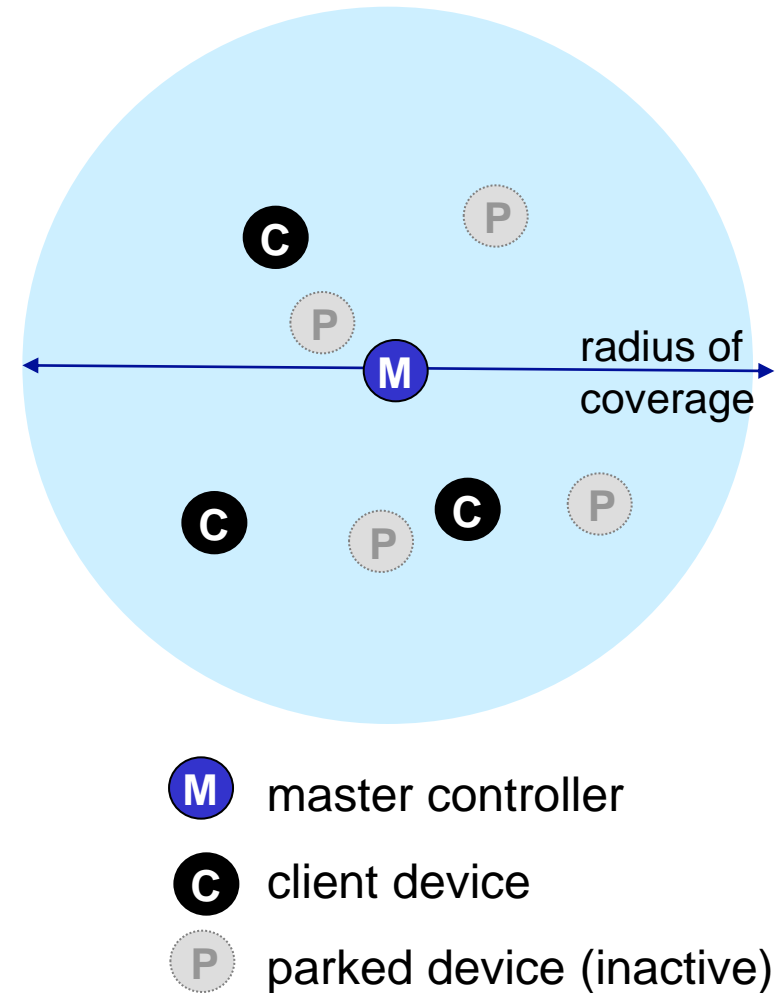 C
P
P
M
radius of
coverage
C
P
C
P
M master controller
C client device
P parked device (inactive)